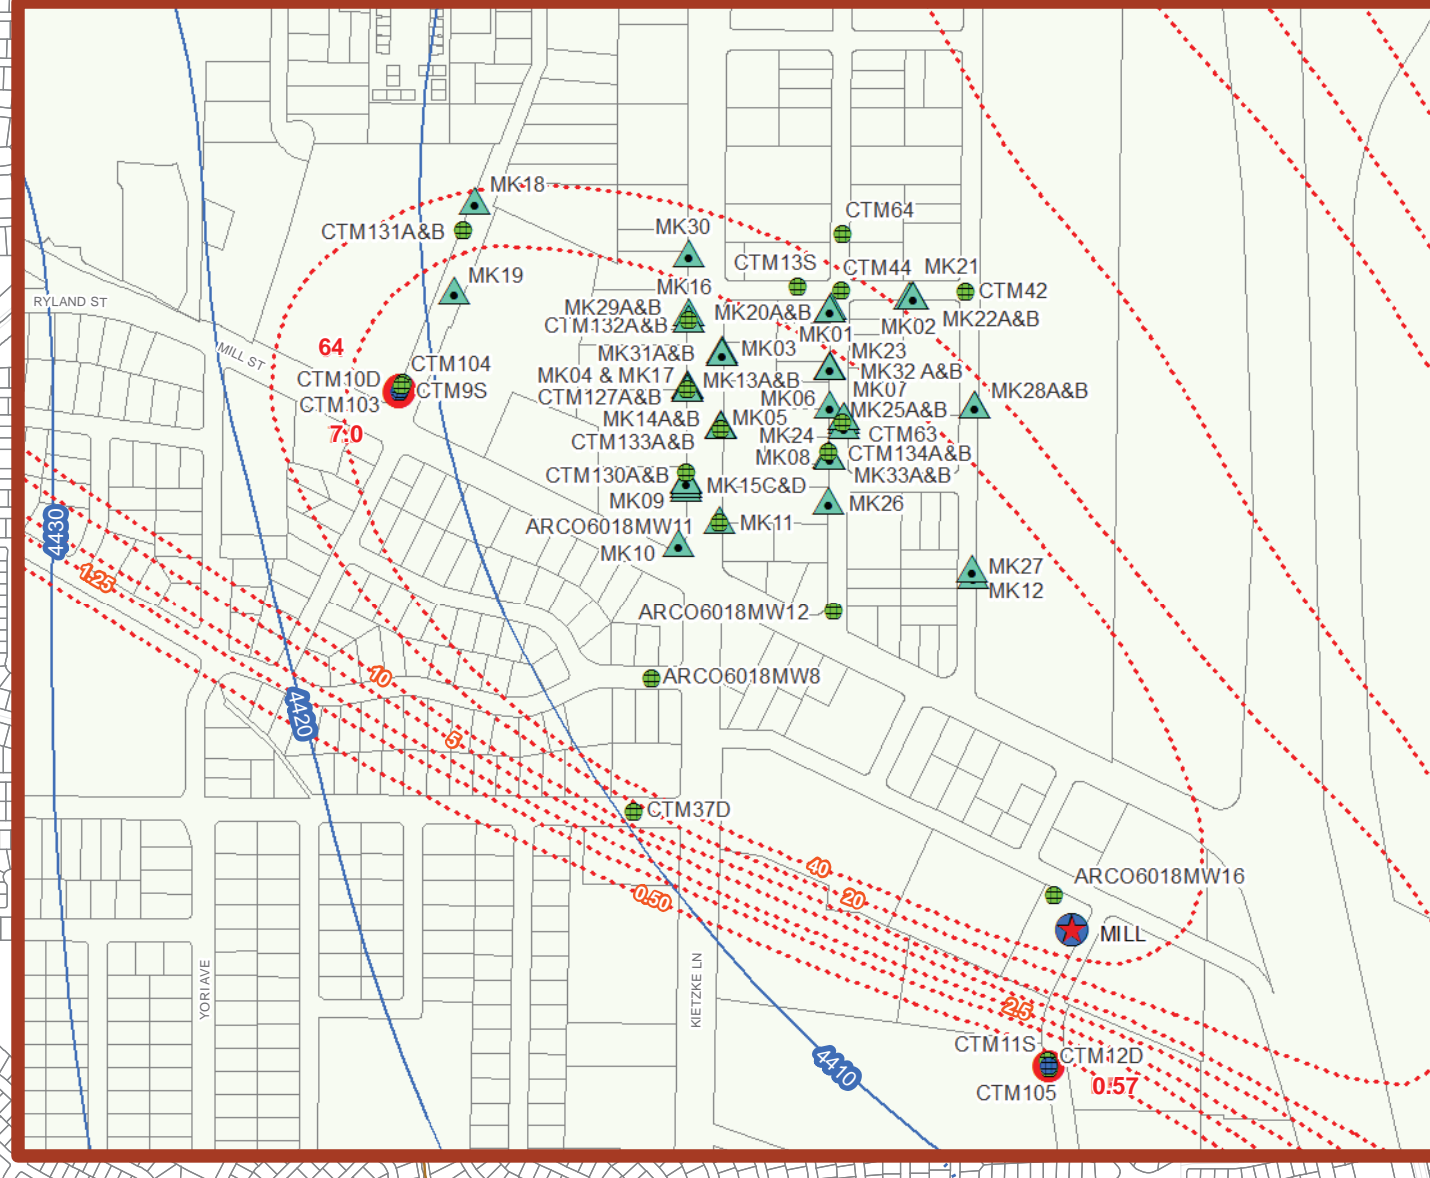 MK18
CTM131A&B
CTM64
MK30
MK19
CTM13S
CTM44
MK21
CTM42
MK16
MK29A&B
MK20A&B
CTM132A&B
MK01
MK02
MK22A&B
RYLAND ST
MILL ST
64
MK31A&B
MK03
MK23
CTM104
CTM10D
MK04 & MK17
MK13A&B
MK32 A&B
CTM9S
CTM103
CTM127A&B
MK06
MK07
MK28A&B
MK14A&B
MK05
MK25A&B
7.0
CTM133A&B
MK24
CTM63
MK08
CTM134A&B
CTM130A&B
MK15C&D
MK33A&B
MK09
MK26
ARCO6018MW11
MK11
MK10
4430
1.25
MK27
MK12
ARCO6018MW12
10
ARCO6018MW8
4420
5
CTM37D
40
0.50
20
ARCO6018MW16
MILL
YORI AVE
KIETZKE LN
2.5
4410
CTM11S
CTM12D
CTM105
0.57